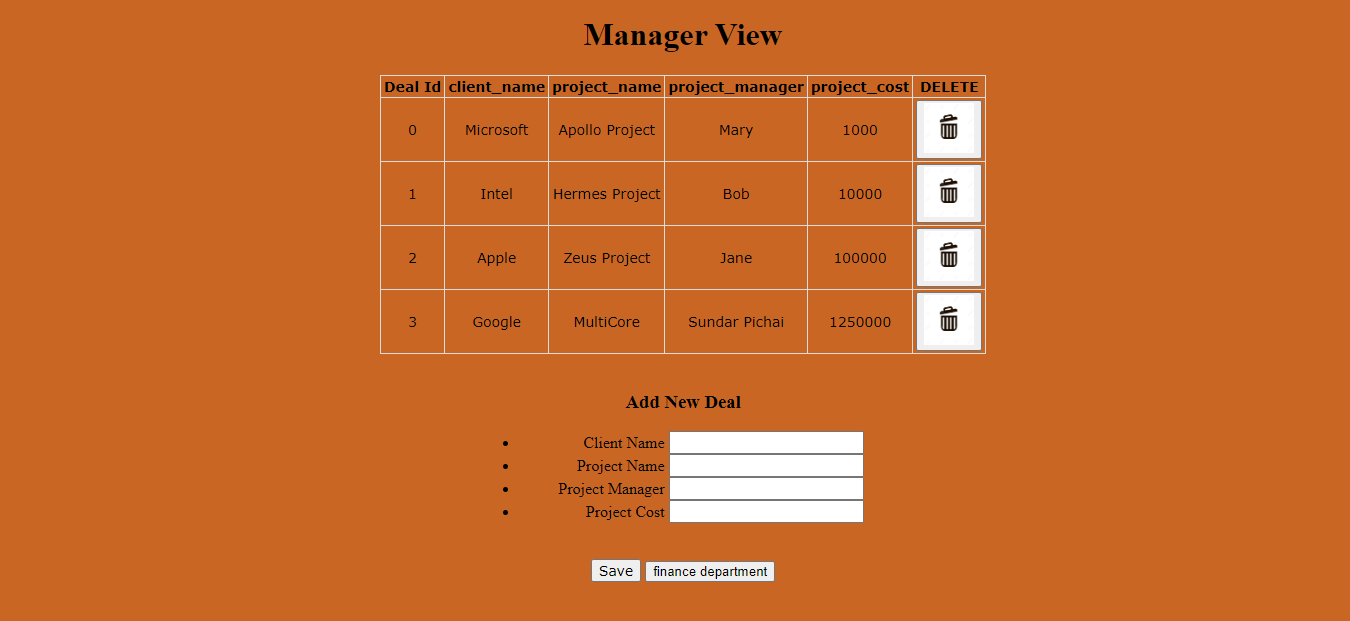 Manager View
Deal Id client_name project_name project_manager project_cost DELETE
0 Microsoft Apollo Project Mary 1000
1 Intel Hermes Project Bob 10000
2 Apple Zeus Project Jane 100000
3 Google MultiCore Sundar Pichai 1250000
Add New Deal
Client Name
Project Name
Project Manager
Project Cost
Save finance department